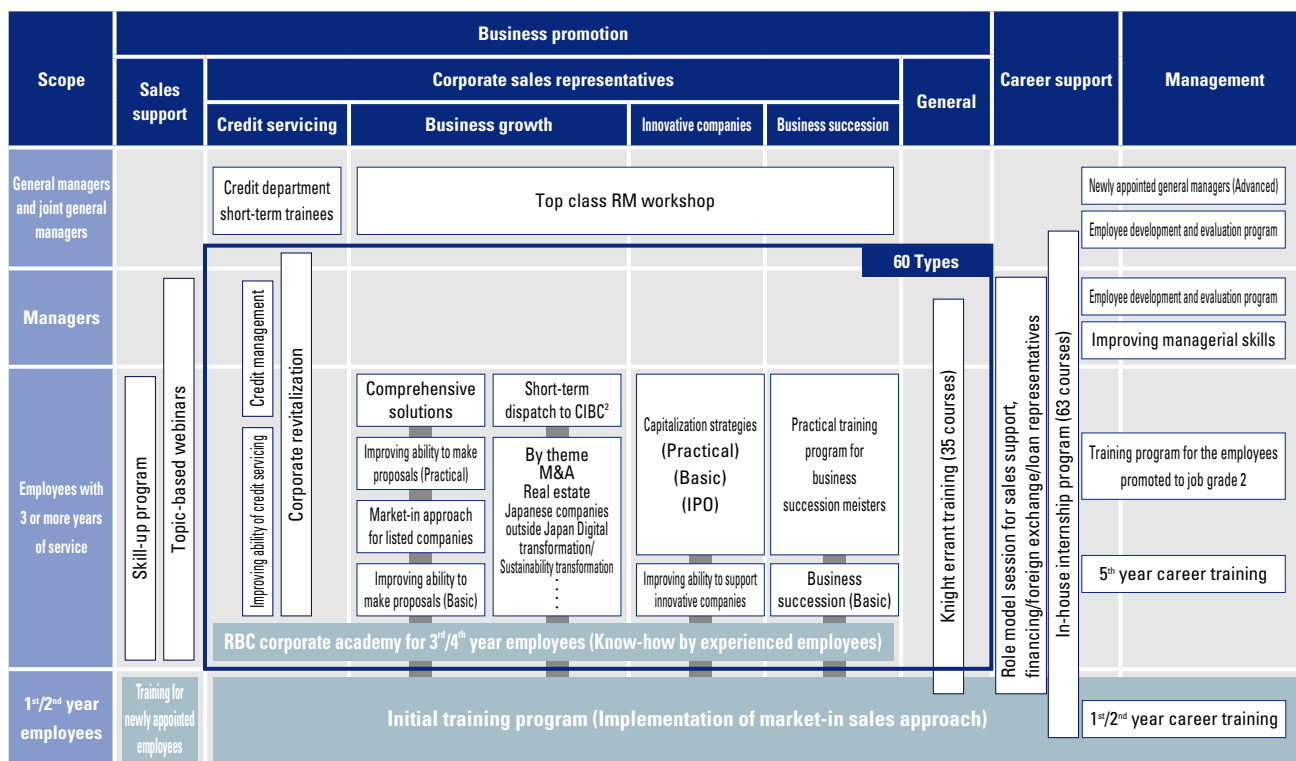 Business promotion
Scope
Sales
support
Corporate sales representatives
General
Career support
Management
Credit servicing
Business growth
Innovative companies
Business succession
General managers
and joint general
managers
Credit department
short-term trainees
Top class RM workshop
Newly appointed general managers (Advanced)
Employee development and evaluation program
60 Types
Managers
Employee development and evaluation program
Improving managerial skills
Employees with
3 or more years
of service
Skill-up program
Topic-based webinars
Credit management
Improving ability of credit servicing
Corporate revitalization
Comprehensive
solutions
Improving ability to make
proposals (Practical)
Market-in approach
for listed companies
Improving ability to
make proposals (Basic)
Short-term
dispatch to CIBC²
By theme
M&A
Real estate
Japanese companies
outside Japan Digital
transformation/
Sustainability transformation
⋮
Capitalization strategies
(Practical)
(Basic)
(IPO)
Improving ability to support
innovative companies
Practical training
program for
business
succession meisters
Business
succession (Basic)
Knight errant training (35 courses)
Role model session for sales support,
financing/foreign exchange/loan representatives
In-house internship program (63 courses)
Training program for the employees
promoted to job grade 2
5th year career training
RBC corporate academy for 3rd/4th year employees (Know-how by experienced employees)
1st/2nd year
employees
Training for
newly appointed
employees
Initial training program (Implementation of market-in sales approach)
1st/2nd year career training